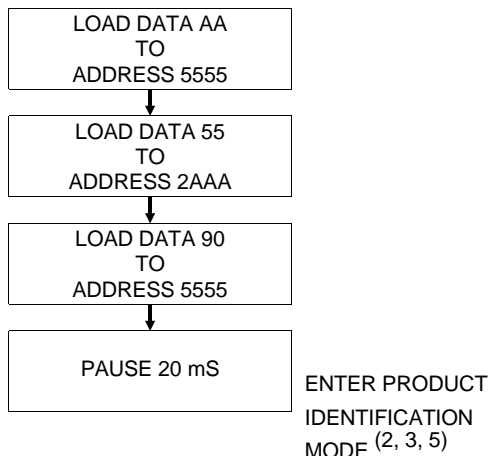 LOAD DATA AA
TO
ADDRESS 5555
LOAD DATA 55
TO
ADDRESS 2AAA
LOAD DATA 90
TO
ADDRESS 5555
PAUSE 20 mS
ENTER PRODUCT
IDENTIFICATION
MODE (2, 3, 5)